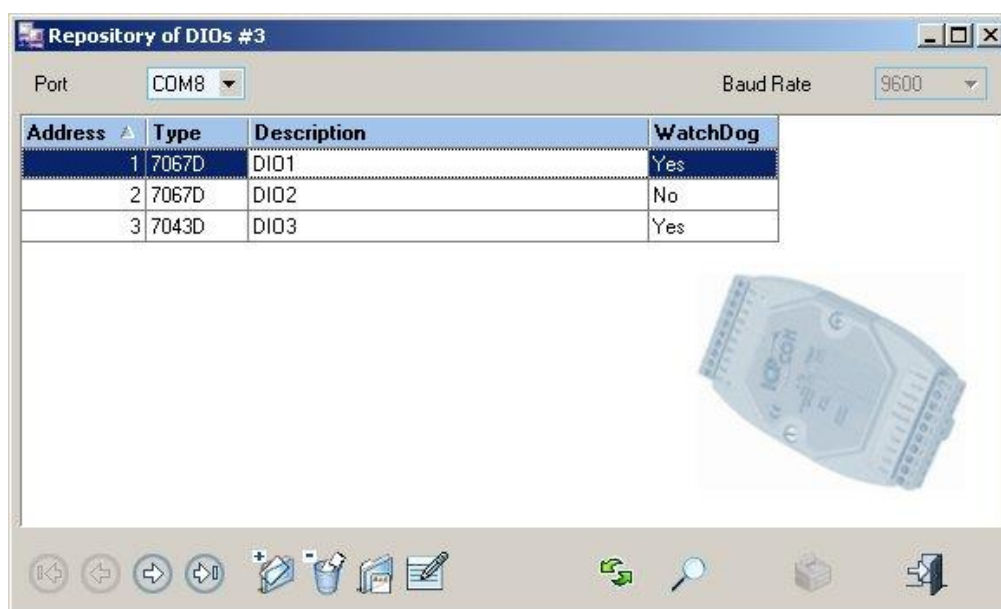 Repository of DIOs #3
Port COM8 Baud Rate 9600
Address Type Description WatchDog
1 7067D DIO1 Yes
2 7067D DIO2 No
3 7043D DIO3 Yes